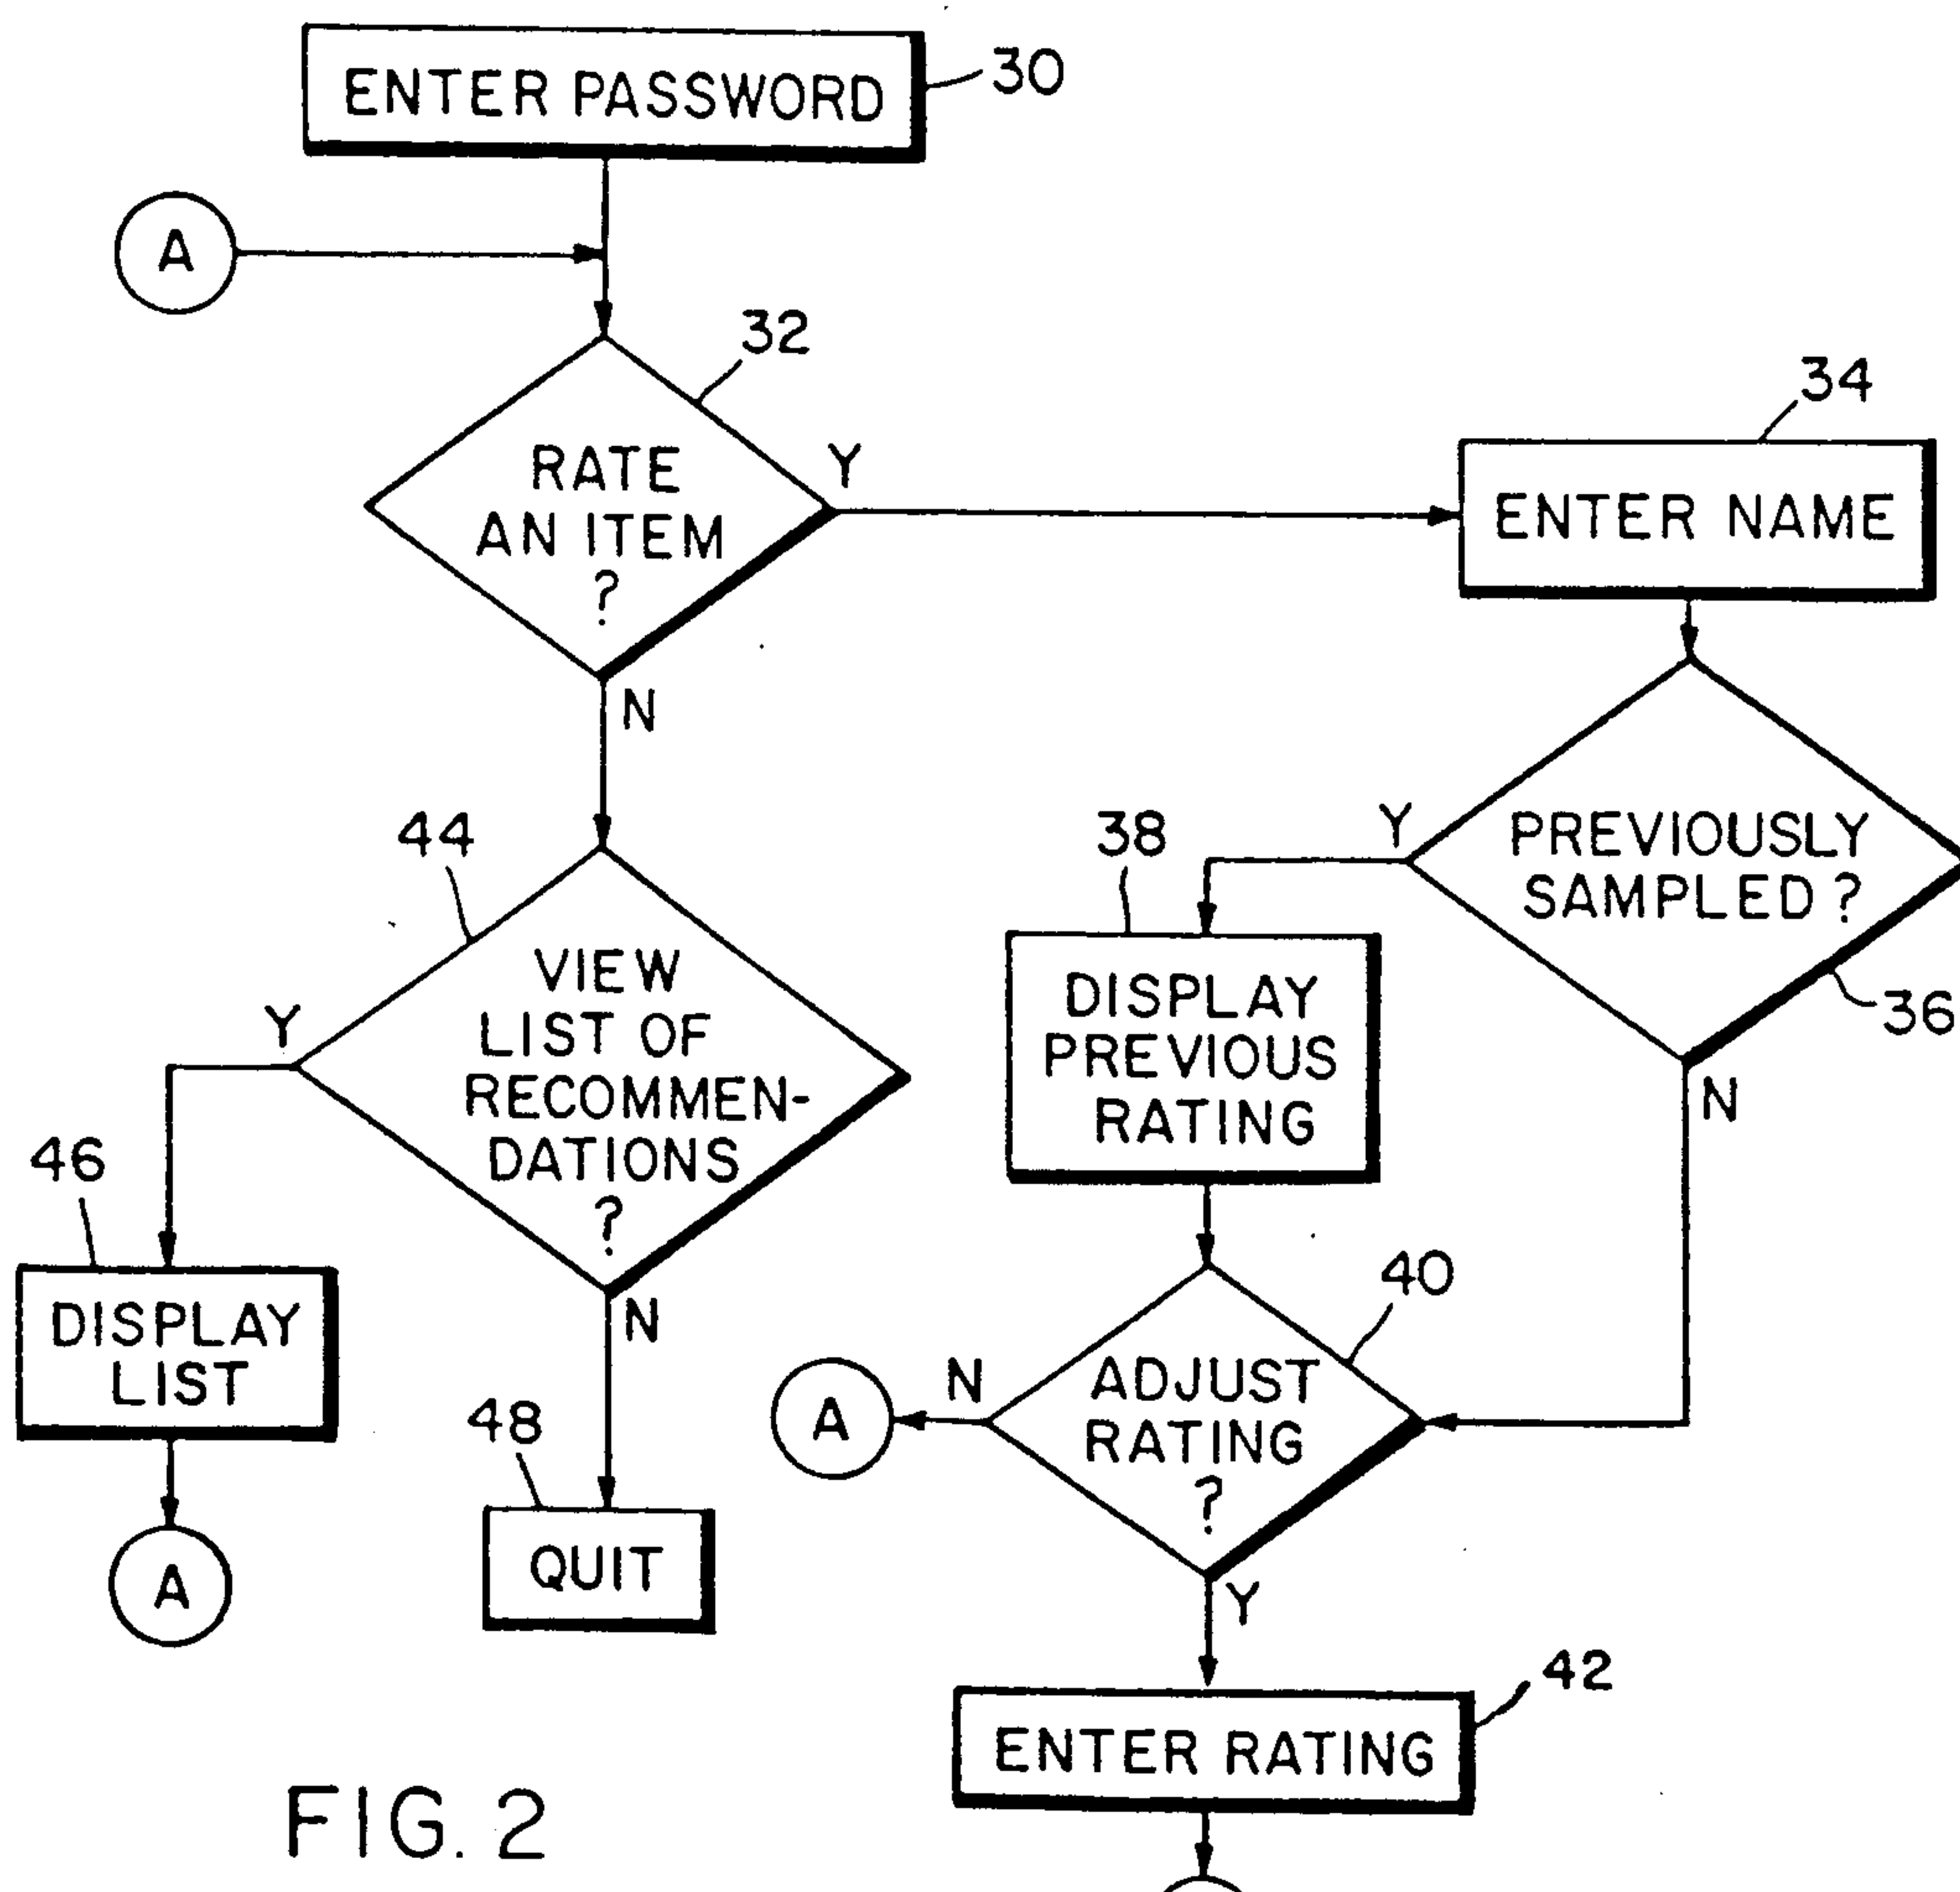 ENTER PASSWORD
30
A
32
RATE
AN ITEM
?
Y
N
34
ENTER NAME
PREVIOUSLY
SAMPLED ?
36
Y
N
38
DISPLAY
PREVIOUS
RATING
44
VIEW
LIST OF
RECOMMEN-
DATIONS
?
Y
N
46
DISPLAY
LIST
A
48
QUIT
40
ADJUST
RATING
?
N
A
Y
42
ENTER RATING
FIG. 2